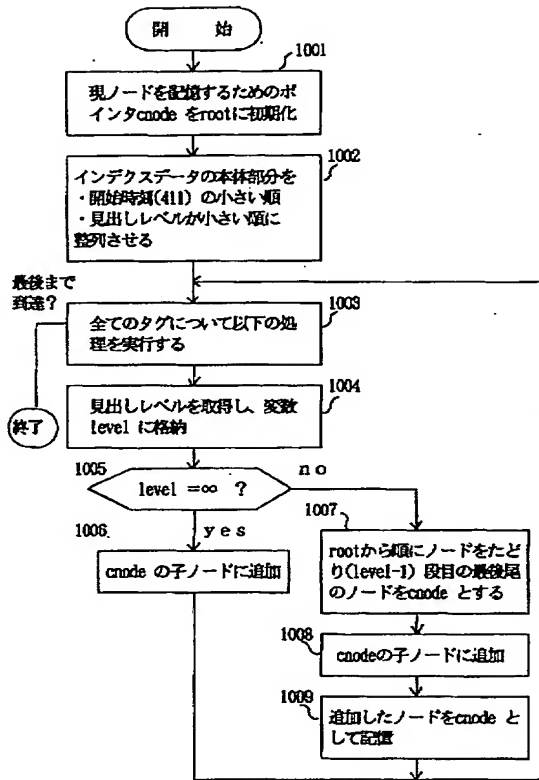 開 始
1001
現ノードを記憶するためのポ
インタcnode をrootに初期化
1002
インデクスデータの本体部分を
・開始時刻(411) の小さい順
・見出しレベルが小さい順に
整列させる
最後まで
到達?
1003
全てのタグについて以下の処
理を実行する
終了
1004
見出しレベルを取得し、変数
level に格納
1005
level =∞ ?
no
1006
yes
cnode の子ノードに追加
1007
rootから順にノードをたど
り(level-1) 段目の最後尾
のノードをcnode とする
1008
cnodeの子ノードに追加
1009
追加したノードをcnode と
して記憶